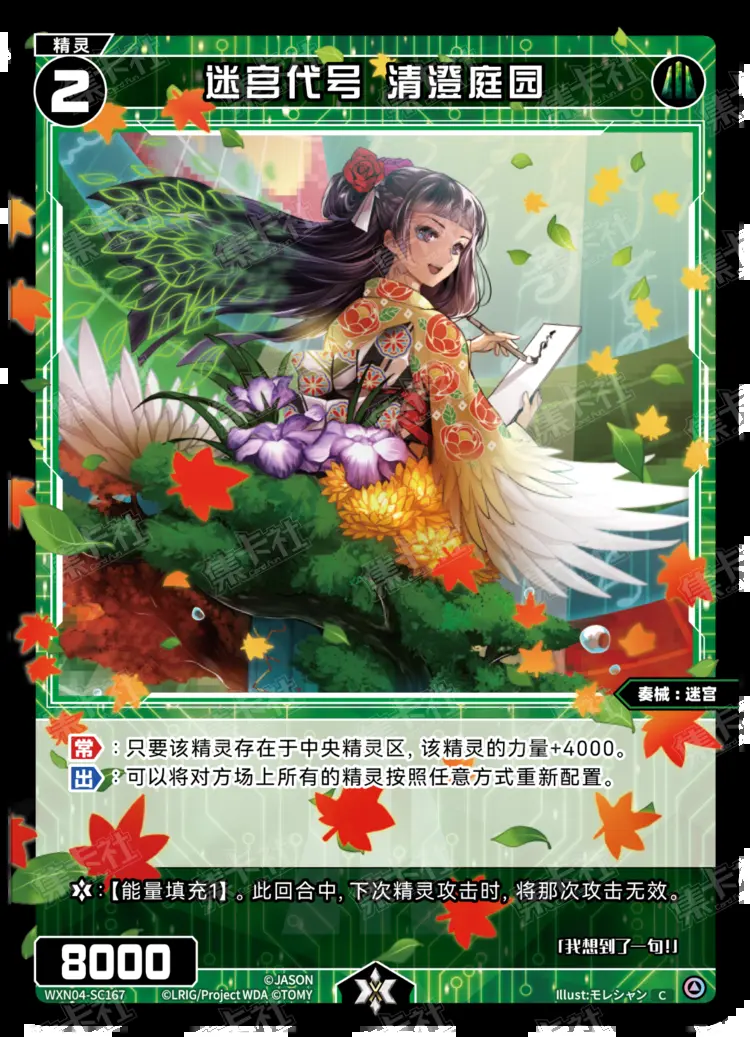 精灵
2
迷宫代号 清澄庭园
奏械：迷宫
常：只要该精灵存在于中央精灵区，该精灵的力量+4000。
出：可以将对方场上所有的精灵按照任意方式重新配置。
：【能量填充1】。此回合中，下次精灵攻击时，将那次攻击无效。
「我想到了一句！」
8000
©JASON
WXN04-SC167 ©LRIG/Project WDA ©TOMY Illust:モレシャン C
集卡社